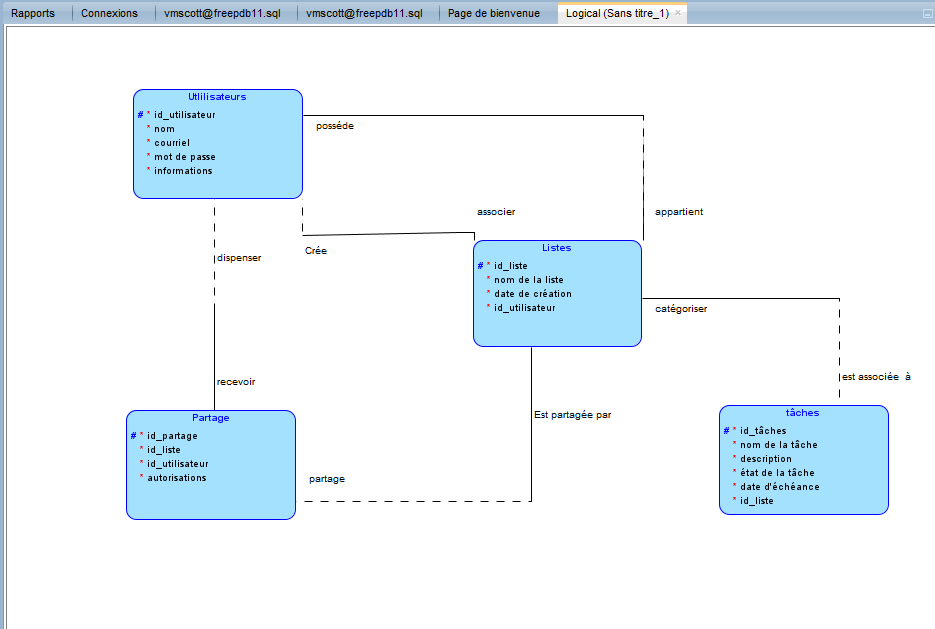 Rapports Connexions vmscott@freepdb11.sql vmscott@freepdb11.sql Page de bienvenue Logical (Sans titre_1) ×
Utlilisateurs
# * id_utilisateur
* nom
* courriel
* mot de passe
* informations
posséde
associer
appartient
Crée
dispenser
Listes
# * id_liste
* nom de la liste
* date de création
* id_utilisateur
catégoriser
est associée à
recevoir
Est partagée par
Partage
# * id_partage
* id_liste
* id_utilisateur
* autorisations
partage
tâches
# * id_tâches
* nom de la tâche
* description
* état de la tâche
* date d'échéance
* id_liste